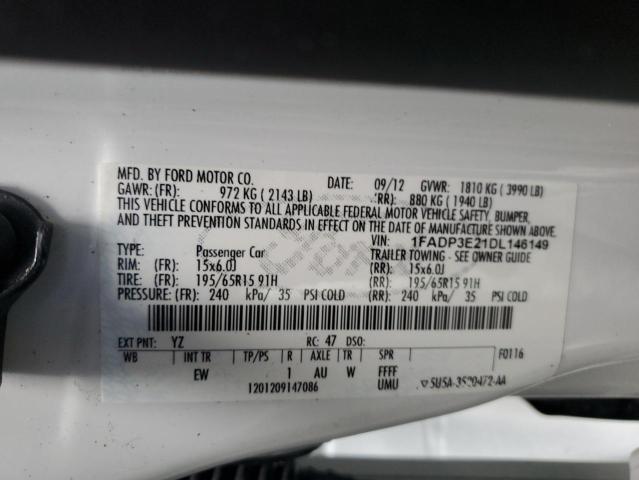 MFD. BY FORD MOTOR CO. DATE: 09/12 GVWR: 1810 KG ( 3990 LB)
GAWR: (FR): 972 KG ( 2143 LB) (RR): 880 KG ( 1940 LB)
THIS VEHICLE CONFORMS TO ALL APPLICABLE FEDERAL MOTOR VEHICLE SAFETY, BUMPER,
AND THEFT PREVENTION STANDARDS IN EFFECT ON THE DATE OF MANUFACTURE SHOWN ABOVE.
VIN: 1FADP3E21DL146149
TYPE: Passenger Car TRAILER TOWING - SEE OWNER GUIDE
RIM: (FR): 15x6.0J (RR): 15x6.0J
TIRE: (FR): 195/65R15 91H (RR): 195/65R15 91H
PRESSURE: (FR): 240 kPa/ 35 PSI COLD (RR): 240 kPa/ 35 PSI COLD
EXT PNT: YZ RC: 47 DSO: F0116
WB INT TR TP/PS R AXLE TR SPR
EW 1 AU W FFFF
1201209147086 UMU